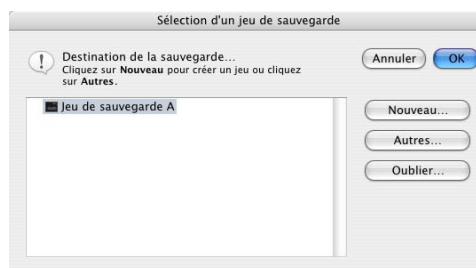 Sélection d'un jeu de sauvegarde
Destination de la sauvegarde...
Cliquez sur Nouveau pour créer un jeu ou cliquez
sur Autres.
Annuler
OK
Jeu de sauvegarde A
Nouveau...
Autres...
Oublier...